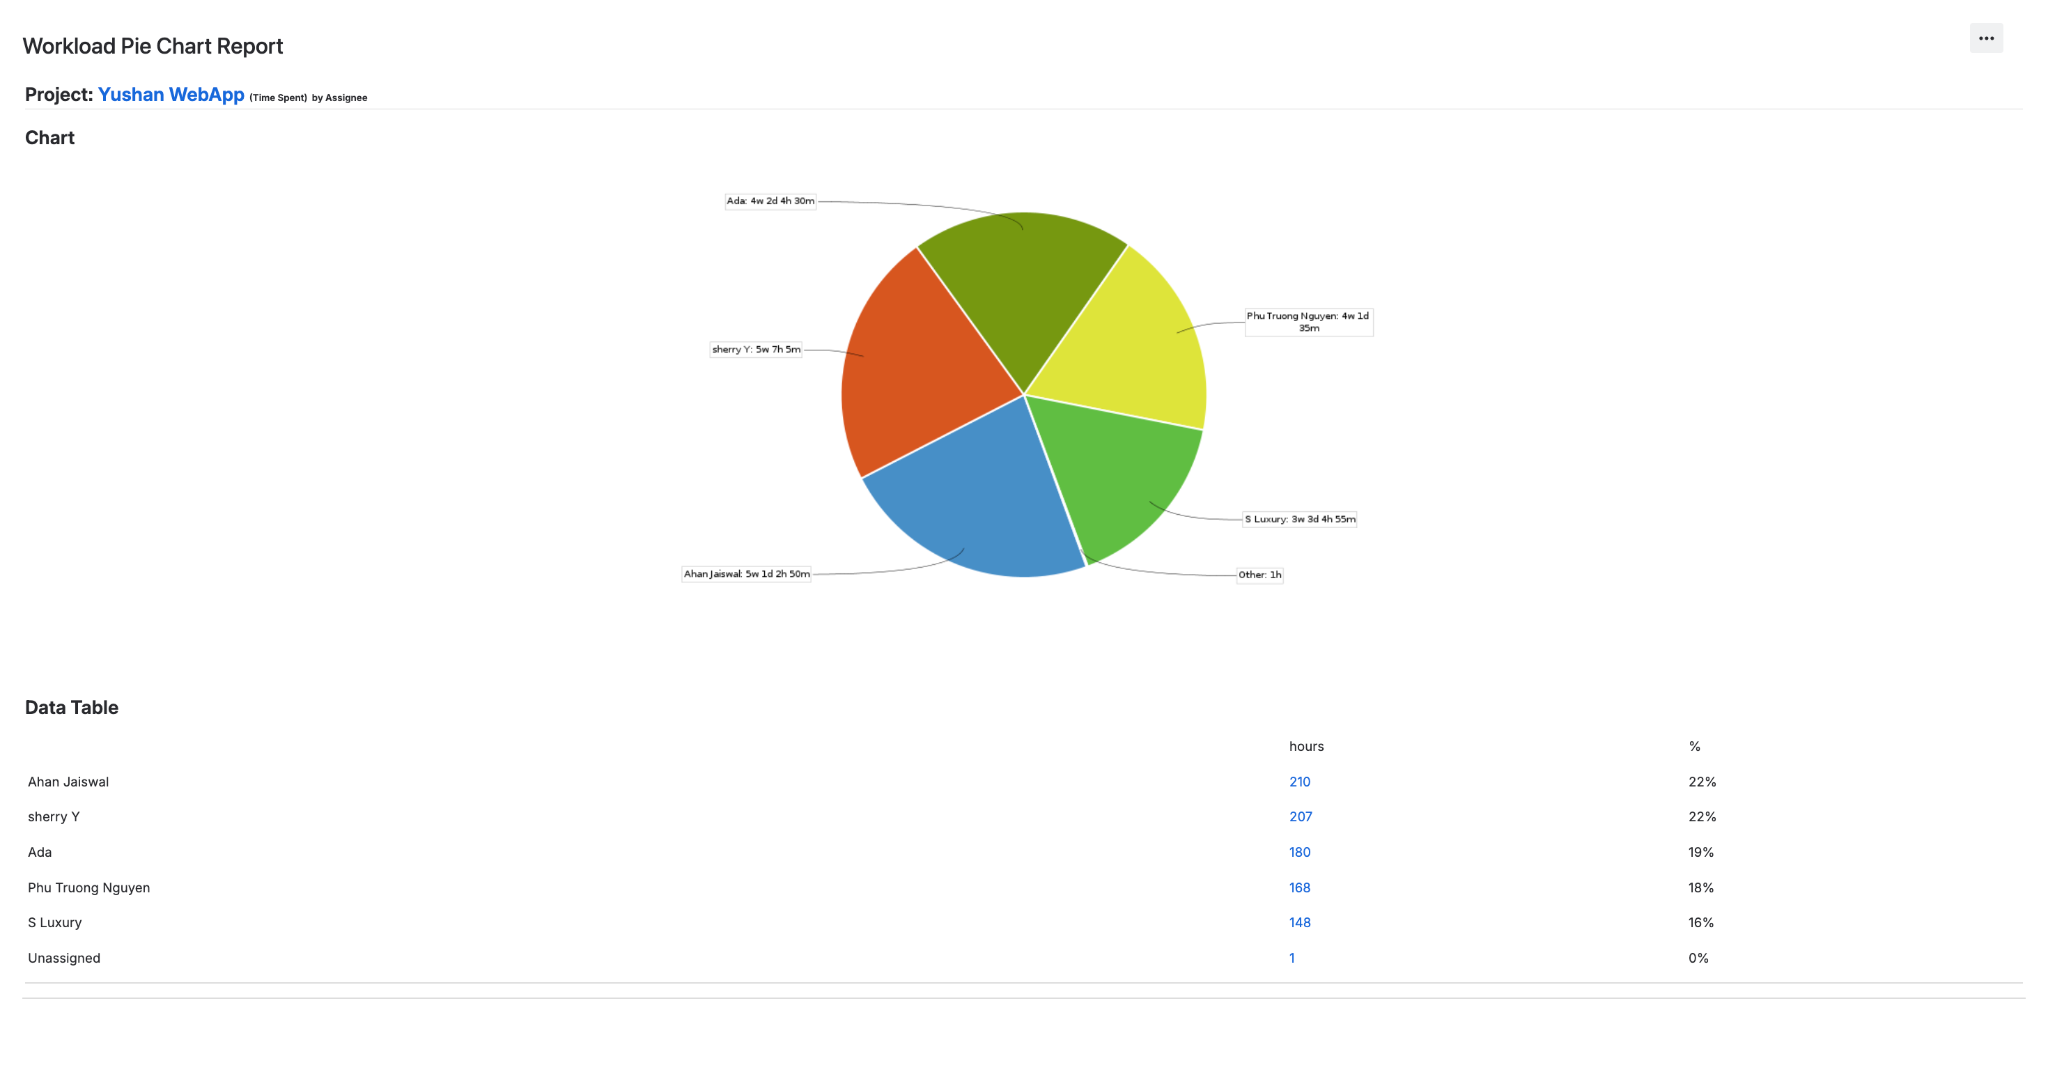 Workload Pie Chart Report
Project: Yushan WebApp (Time Spent) by Assignee
Chart
Ada: 4w 2d 4h 30m
Phu Truong Nguyen: 4w 1d
35m
sherry Y: 5w 7h 5m
S Luxury: 3w 3d 4h 55m
Ahan Jaiswal: 5w 1d 2h 50m
Other: 1h
Data Table
hours %
Ahan Jaiswal 210 22%
sherry Y 207 22%
Ada 180 19%
Phu Truong Nguyen 168 18%
S Luxury 148 16%
Unassigned 1 0%